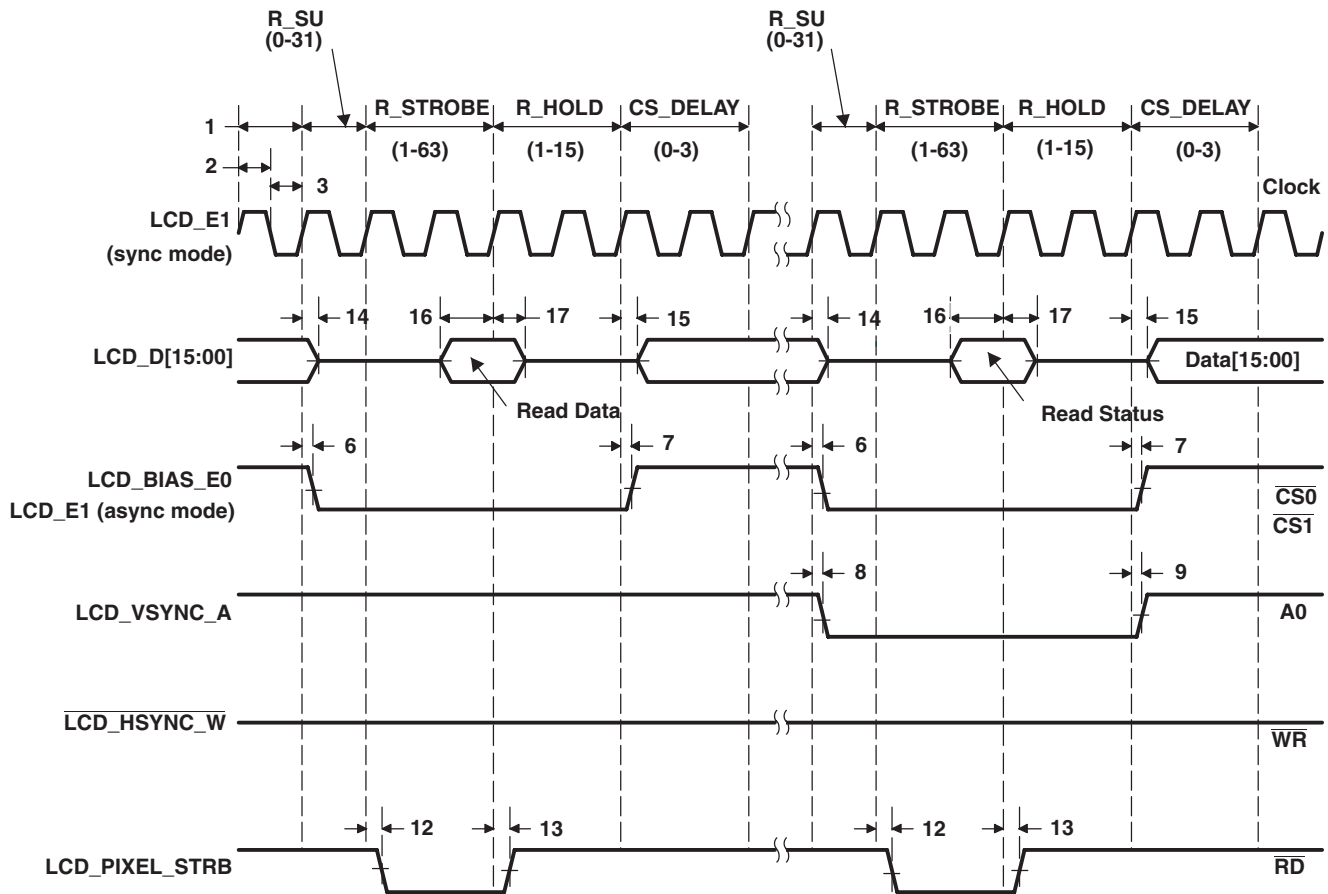 R_SU
(0-31)
R_SU
(0-31)
R_STROBE R_HOLD CS_DELAY R_STROBE R_HOLD CS_DELAY
1
(1-63) (1-15) (0-3) (1-63) (1-15) (0-3)
2
3
Clock
LCD_E1
(sync mode)
14 16 17 15 14 16 17 15
LCD_D[15:00]
Data[15:00]
Read Data
Read Status
6 7 6 7
LCD_BIAS_E0
CS0
LCD_E1 (async mode)
CS1
8 9
LCD_VSYNC_A
A0
LCD_HSYNC_W
WR
12 13 12 13
LCD_PIXEL_STRB
RD